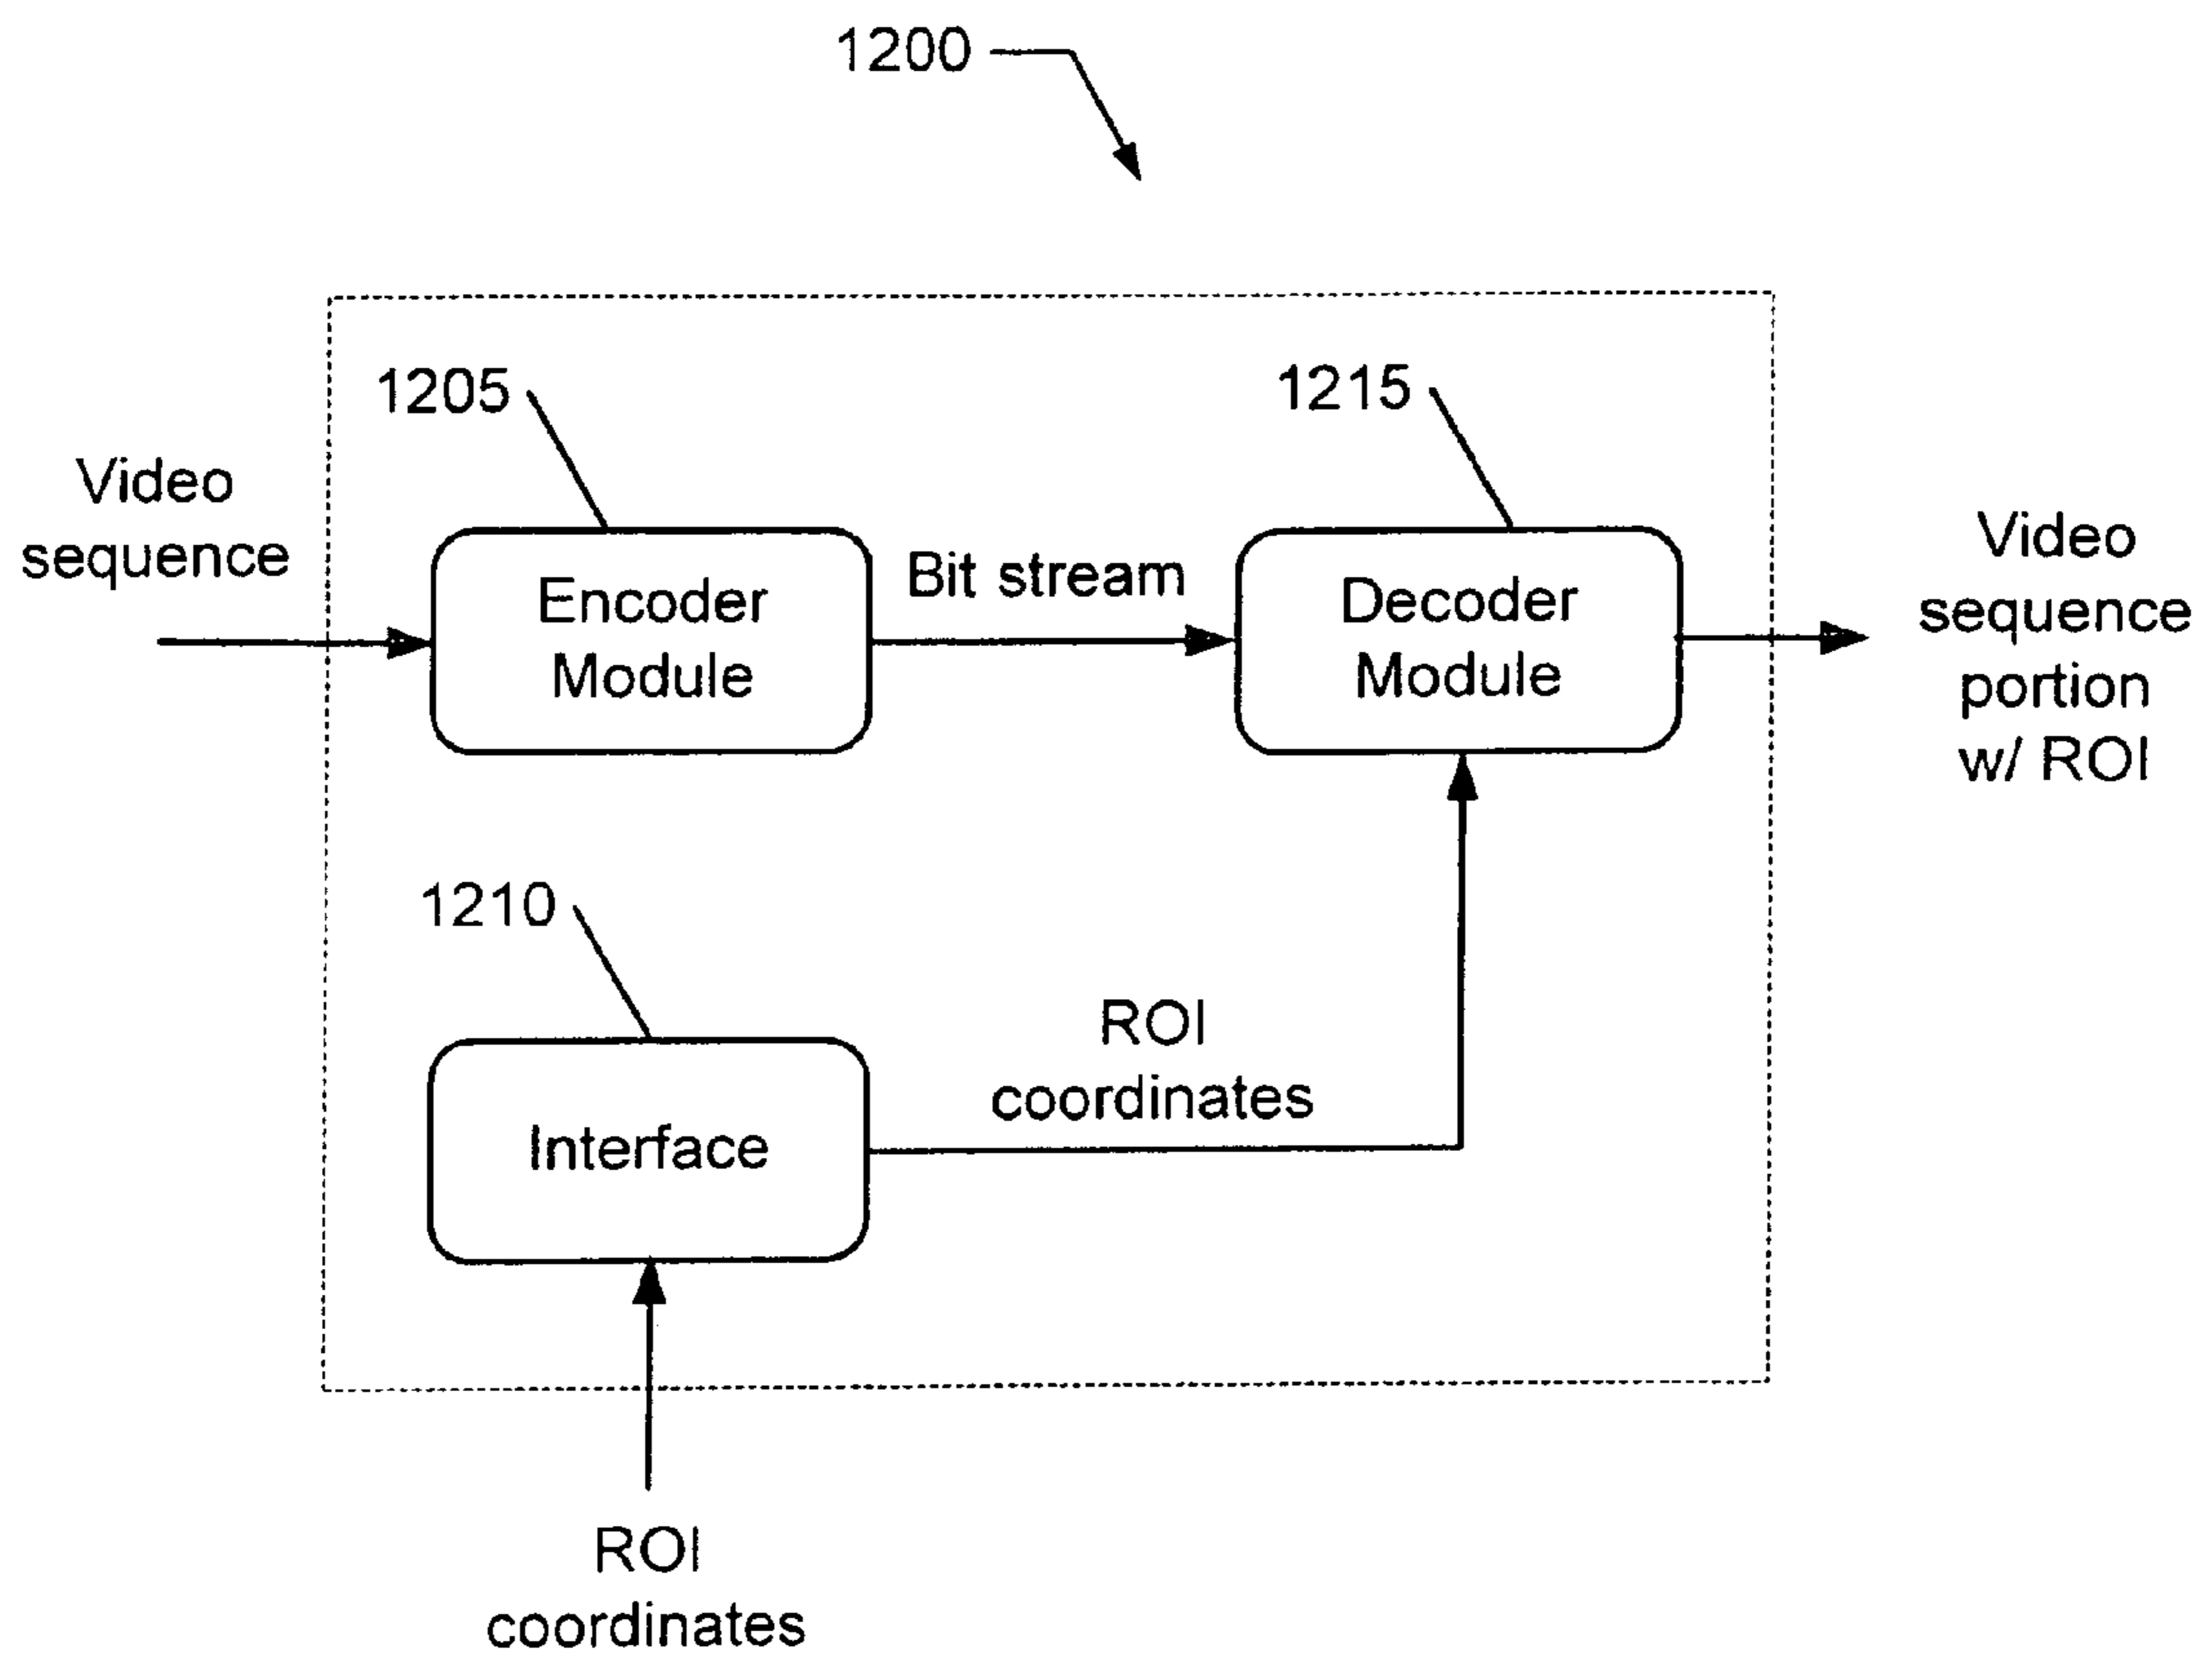 1200
1205
1215
Video
sequence
Encoder
Module
Bit stream
Decoder
Module
Video
sequence
portion
w/ ROI
1210
Interface
ROI
coordinates
ROI
coordinates